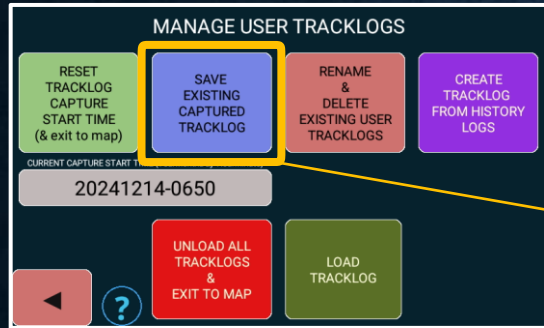 MANAGE USER TRACKLOGS
RESET
TRACKLOG
CAPTURE
START TIME
(& exit to map)
SAVE
EXISTING
CAPTURED
TRACKLOG
RENAME
&
DELETE
EXISTING USER
TRACKLOGS
CREATE
TRACKLOG
FROM HISTORY
LOGS
CURRENT CAPTURE START
20241214-0650
UNLOAD ALL
TRACKLOGS
&
EXIT TO MAP
LOAD
TRACKLOG
?